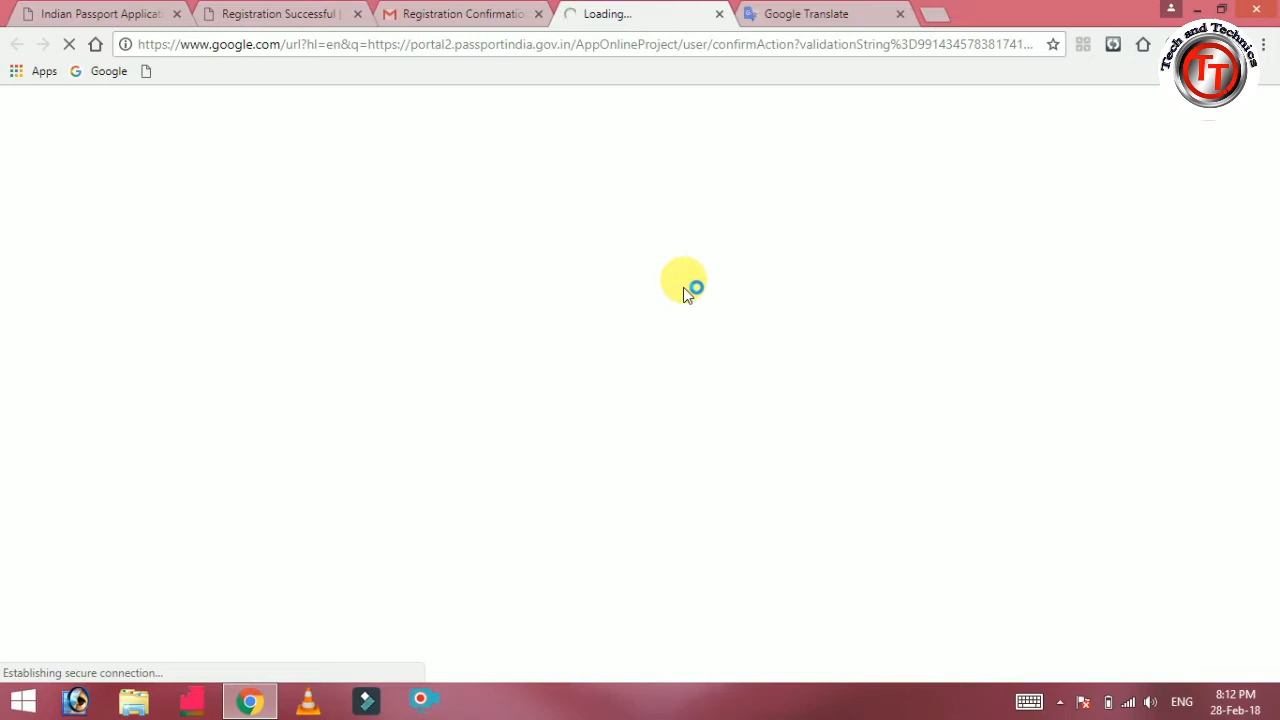 Indian Passport Applicat
Registration Successful |
Registration Confirmatio
Loading...
Google Translate
https://www.google.com/url?hl=en&q=https://portal2.passportindia.gov.in/AppOnlineProject/user/confirmAction?validationString%3D991434578381741...
Apps
Google
Tech and Technics
TT
Establishing secure connection...
ENG
8:12 PM
28-Feb-18